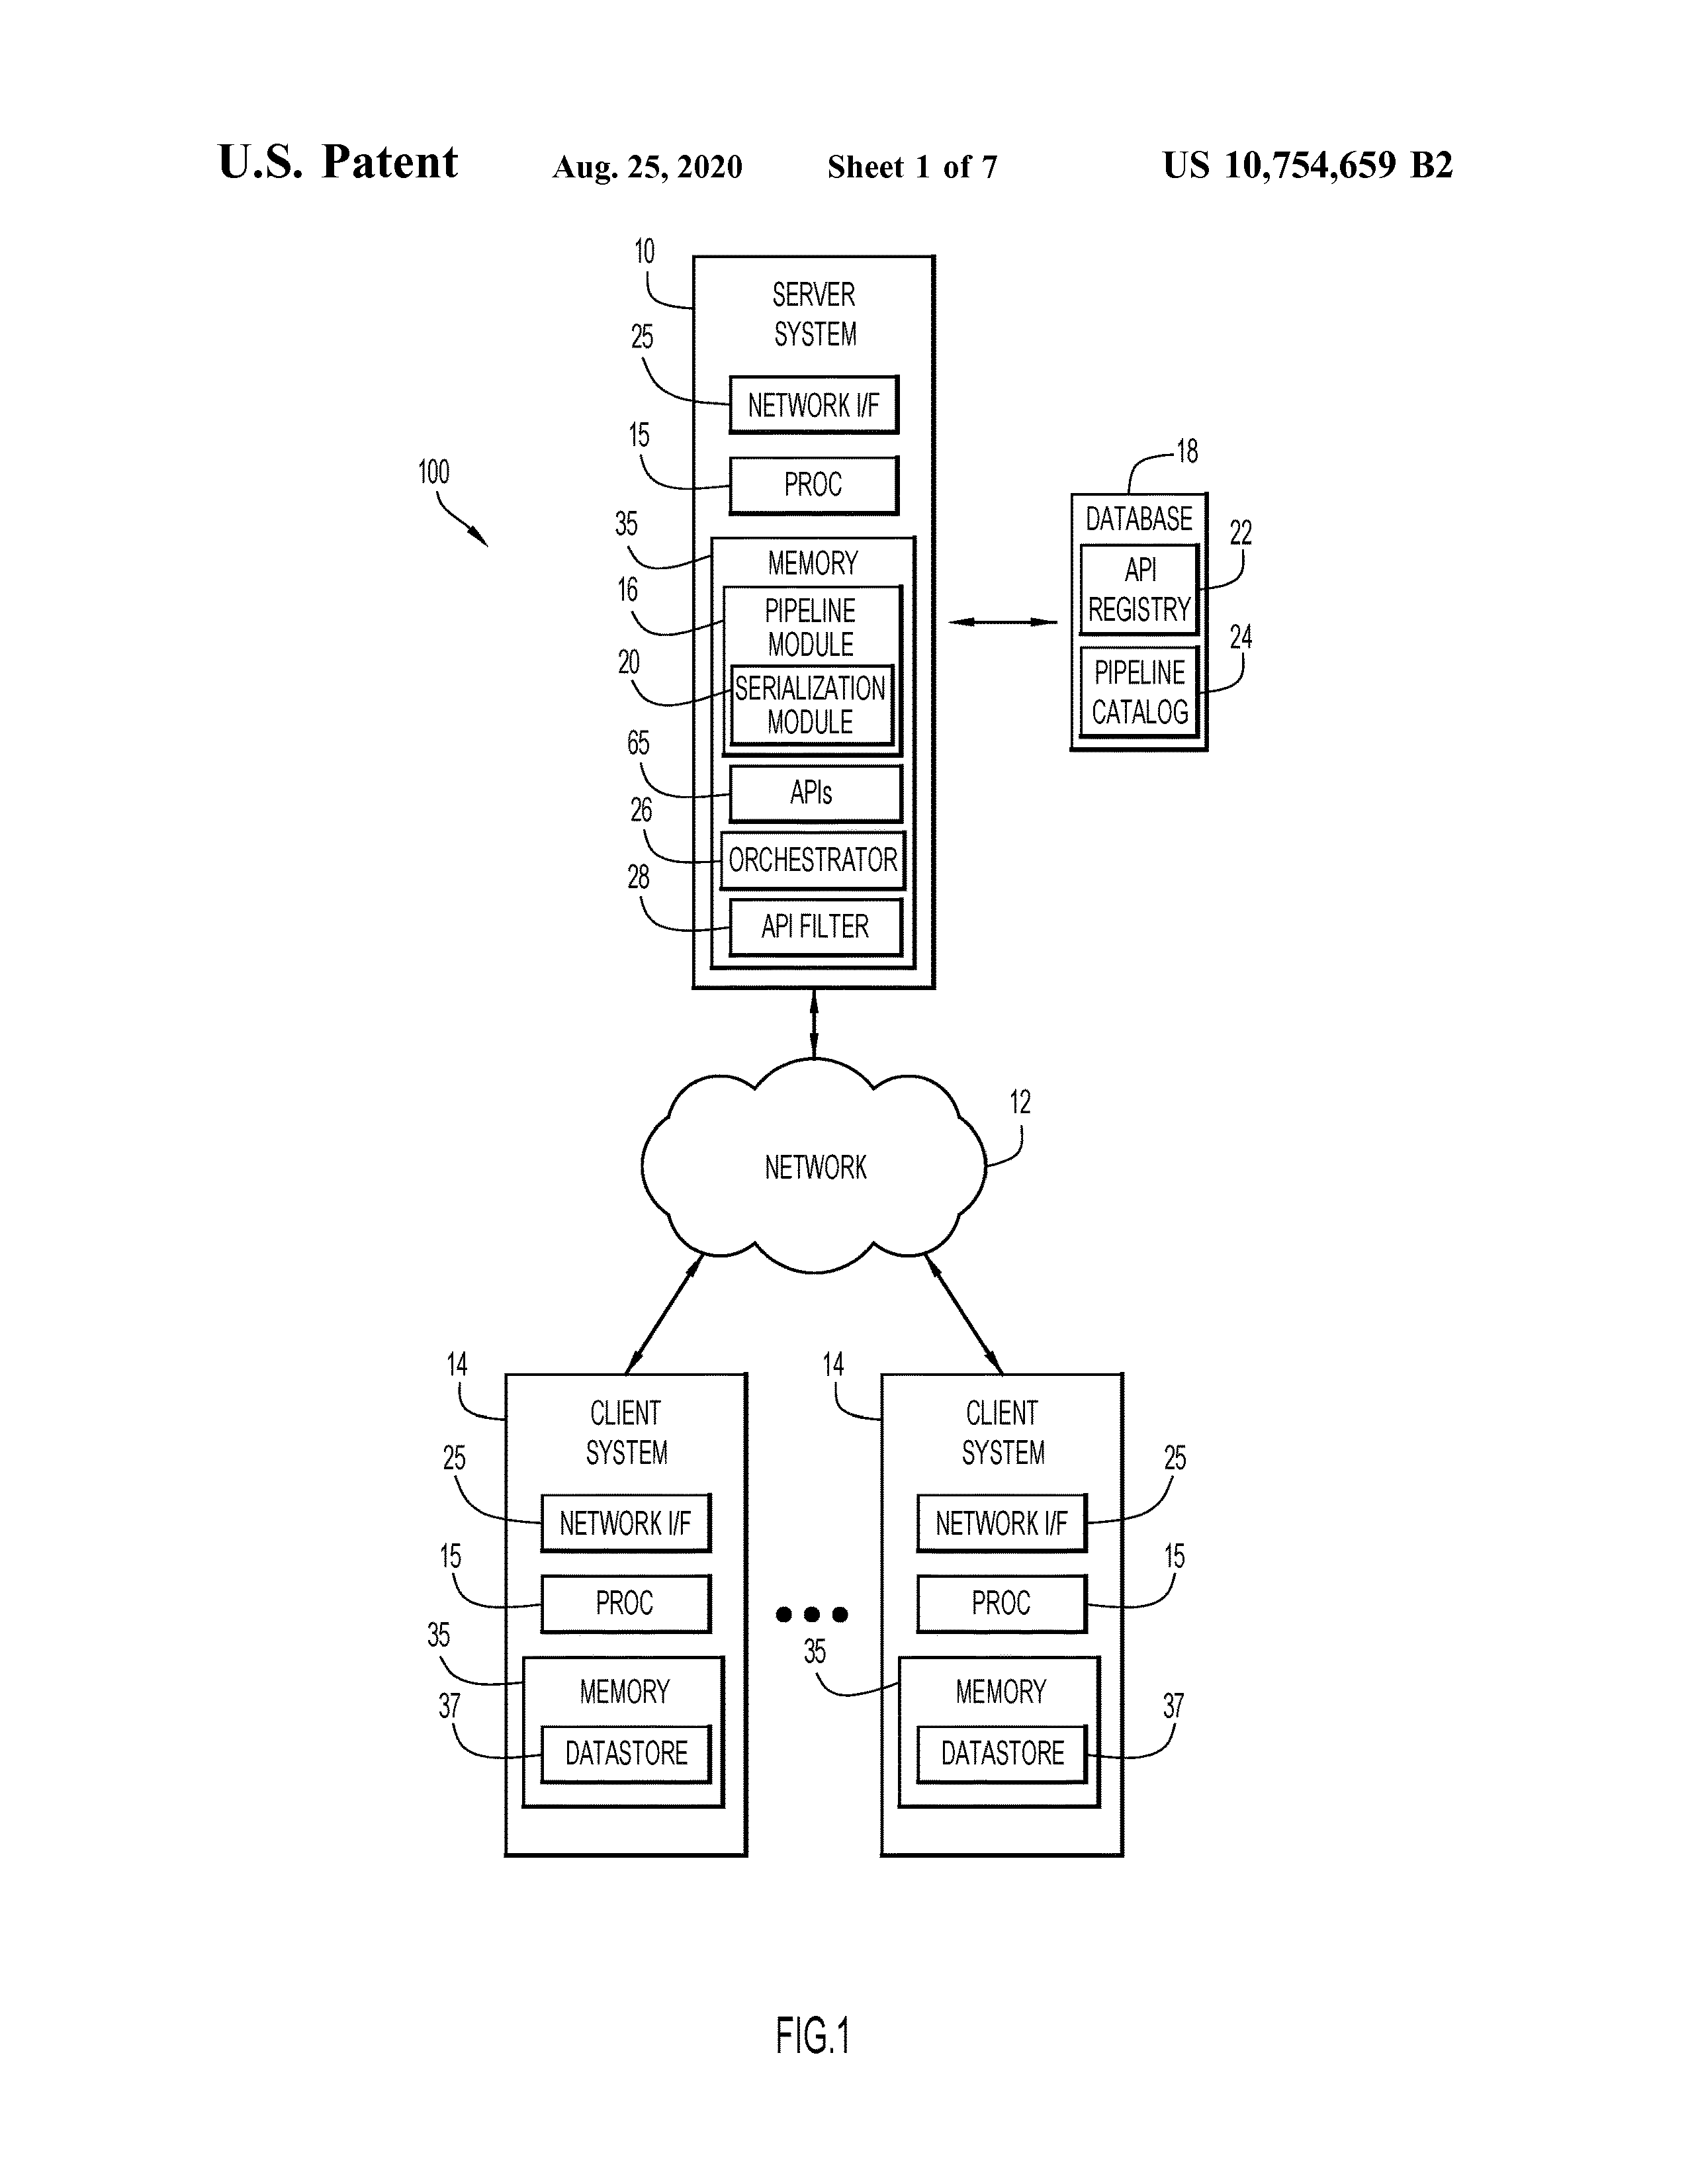 U.S. Patent Aug. 25, 2020 Sheet 1 of 7 US 10,754,659 B2
10
SERVER
SYSTEM
25
NETWORK I/F
15
PROC
100
18
DATABASE
22
API
REGISTRY
24
PIPELINE
CATALOG
35
MEMORY
16
PIPELINE
MODULE
20
SERIALIZATION
MODULE
65
APIs
26
ORCHESTRATOR
28
API FILTER
12
NETWORK
14
CLIENT
SYSTEM
25
NETWORK I/F
15
PROC
35
MEMORY
37
DATASTORE
14
CLIENT
SYSTEM
25
NETWORK I/F
15
PROC
35
MEMORY
37
DATASTORE
FIG.1